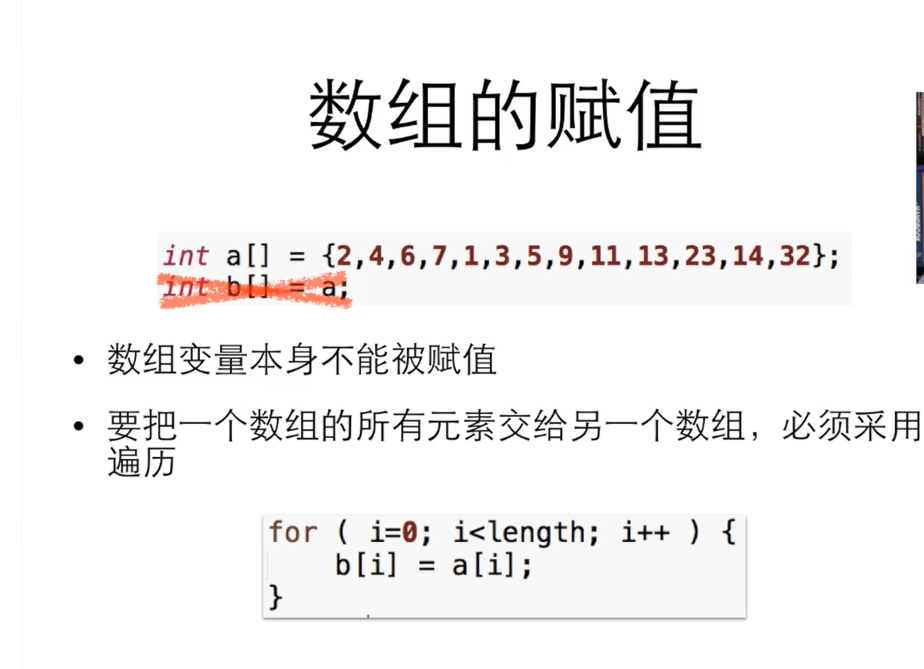 数组的赋值
int a[] = {2,4,6,7,1,3,5,9,11,13,23,14,32};
int b[] = a;
• 数组变量本身不能被赋值
• 要把一个数组的所有元素交给另一个数组，必须采用
遍历
for ( i=0; i<length; i++ ) {
b[i] = a[i];
}